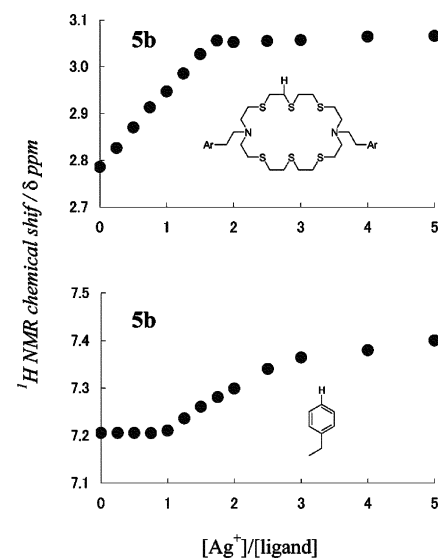 ¹H NMR chemical shif / δ ppm
5b
3.1
3.0
2.9
2.8
2.7
0 1 2 3 4 5
H
S S S
Ar N N Ar
S S S
5b
7.5
7.4
7.3
7.2
7.1
0 1 2 3 4 5
H
[Ag⁺]/[ligand]